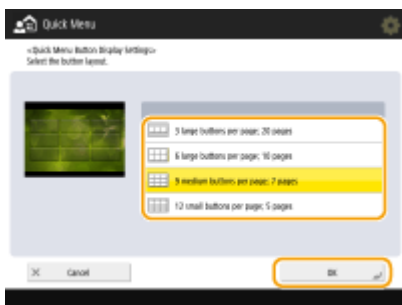 Quick Menu
<Quick Menu Button Display Settings>
Select the button layout.
3 large buttons per page; 20 pages
6 large buttons per page; 10 pages
9 medium buttons per page; 7 pages
12 small buttons per page; 5 pages
Cancel
OK